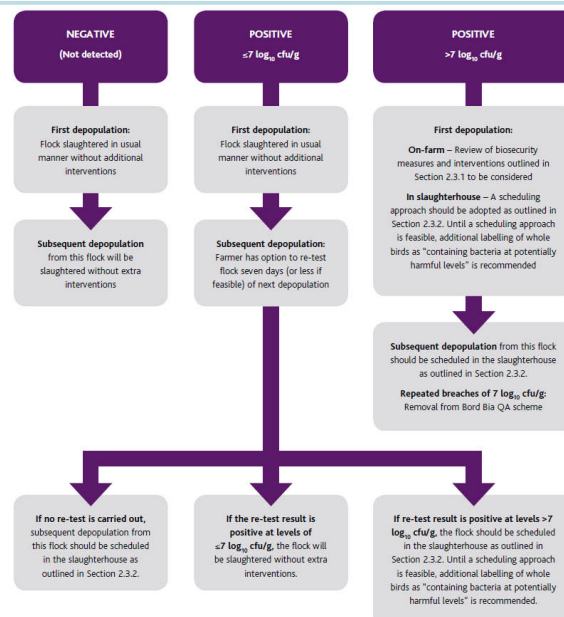 NEGATIVE
(Not detected)
POSITIVE
≤7 log10 cfu/g
POSITIVE
>7 log10 cfu/g
First depopulation:
Flock slaughtered in usual
manner without additional
interventions
First depopulation:
Flock slaughtered in usual
manner without additional
interventions
First depopulation:
On-farm – Review of biosecurity
measures and interventions outlined in
Section 2.3.1 to be considered
In slaughterhouse – A scheduling
approach should be adopted as outlined in
Section 2.3.2. Until a scheduling approach
is feasible, additional labelling of whole
birds as "containing bacteria at potentially
harmful levels" is recommended
Subsequent depopulation
from this flock will be
slaughtered without extra
interventions
Subsequent depopulation:
Farmer has option to re-test
flock seven days (or less if
feasible) of next depopulation
Subsequent depopulation from this flock
should be scheduled in the slaughterhouse
as outlined in Section 2.3.2.
Repeated breaches of 7 log10 cfu/g:
Removal from Bord Bia QA scheme
If no re-test is carried out,
subsequent depopulation from
this flock should be scheduled
in the slaughterhouse as
outlined in Section 2.3.2.
If the re-test result is
positive at levels of
≤7 log10 cfu/g, the flock will
be slaughtered without extra
interventions.
If re-test result is positive at levels >7
log10 cfu/g, the flock should be scheduled
in the slaughterhouse as outlined in
Section 2.3.2. Until a scheduling approach
is feasible, additional labelling of whole
birds as "containing bacteria at potentially
harmful levels" is recommended.